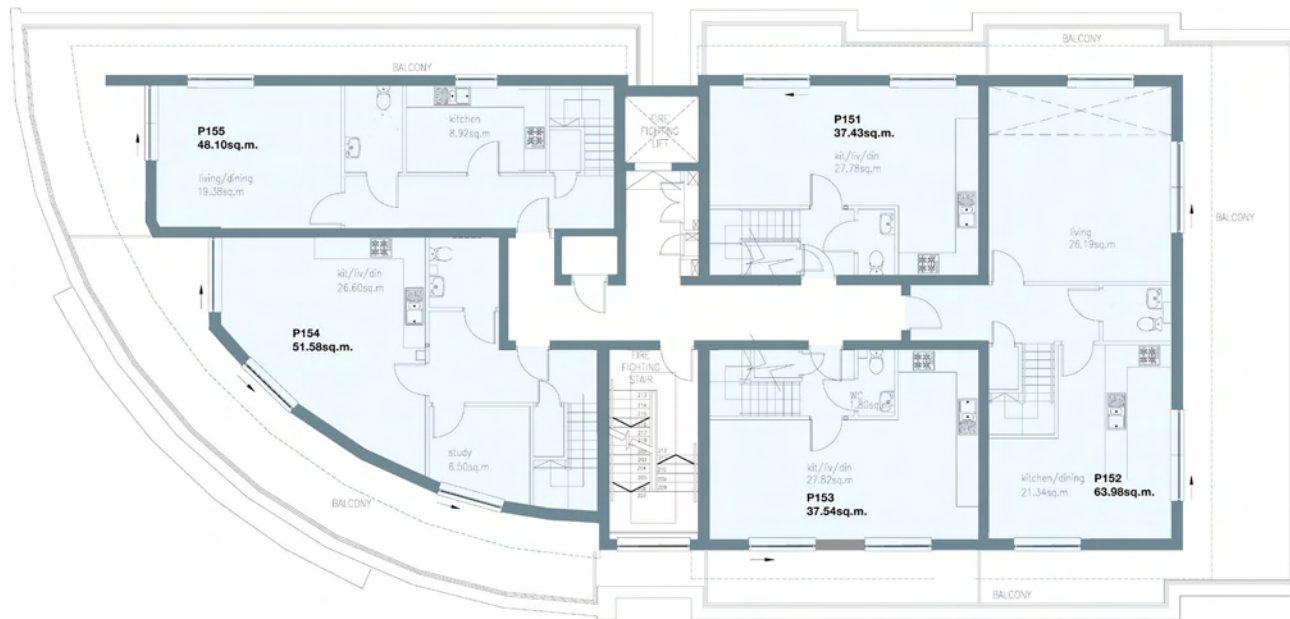 BALCONY
BALCONY
P155
48.10sq.m.
living/dining
19.38sq.m
kitchen
8.92sq.m
FIRE
FIGHTING
LIFT
P151
37.43sq.m.
kit/liv/din
27.78sq.m
living
26.19sq.m
BALCONY
kit/liv/din
26.60sq.m
P154
51.58sq.m.
FIRE
FIGHTING
STAIR
study
6.50sq.m
WC
1.80sq.m
kit/liv/din
27.82sq.m
P153
37.54sq.m.
kitchen/dining
21.34sq.m
P152
63.98sq.m.
BALCONY
BALCONY